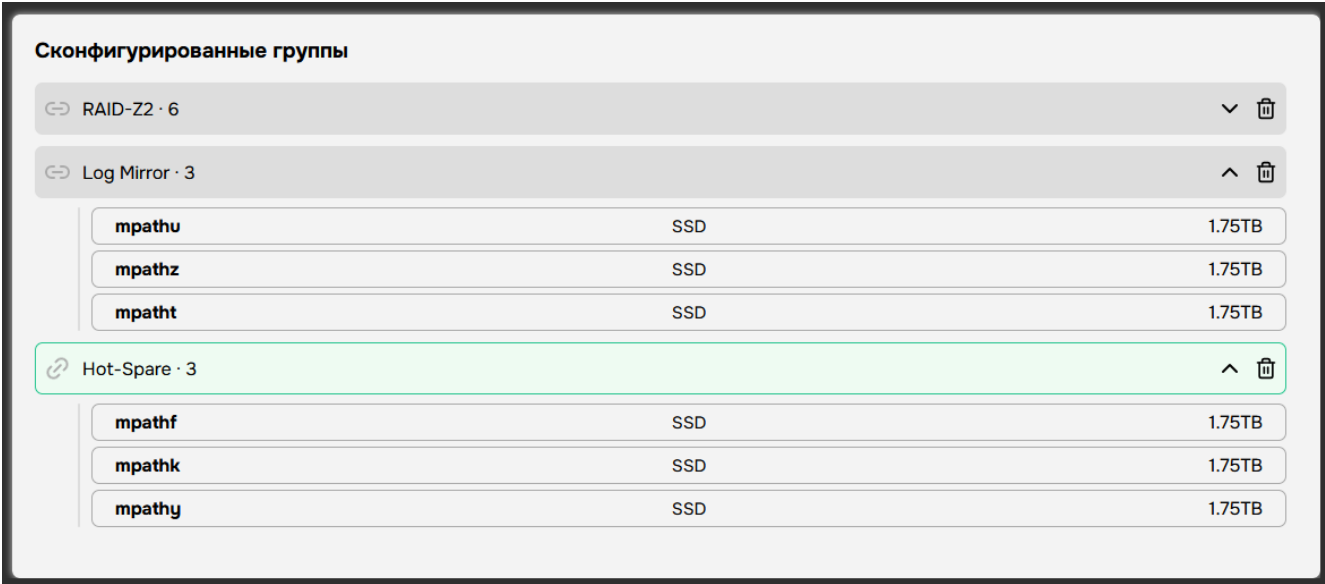 Сконфигурированные группы
RAID-Z2 · 6
Log Mirror · 3
mpathu SSD 1.75TB
mpathz SSD 1.75TB
mpatht SSD 1.75TB
Hot-Spare · 3
mpathf SSD 1.75TB
mpathk SSD 1.75TB
mpathy SSD 1.75TB